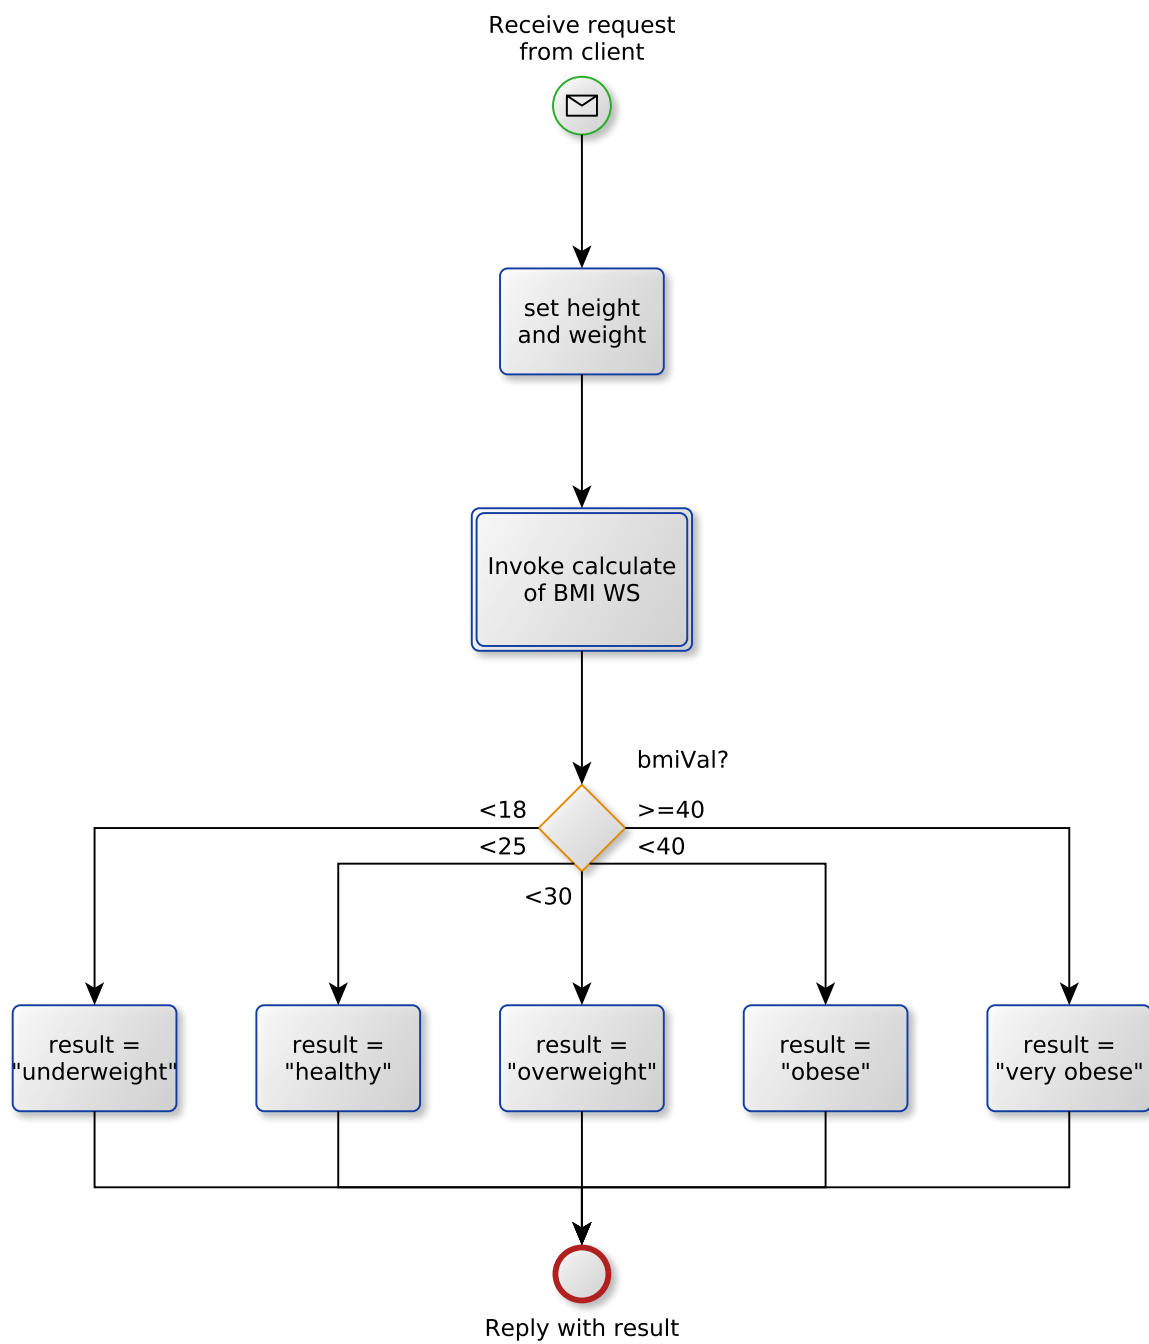 Receive request
from client
set height
and weight
Invoke calculate
of BMI WS
bmiVal?
<18
>=40
<25
<40
<30
result =
"underweight"
result =
"healthy"
result =
"overweight"
result =
"obese"
result =
"very obese"
Reply with result